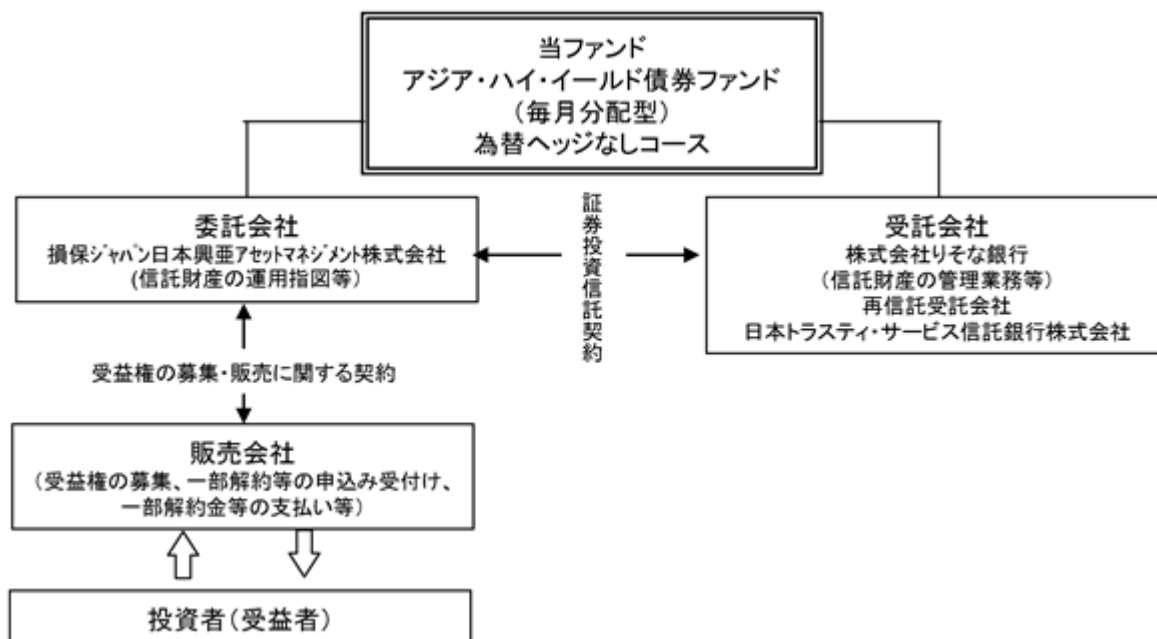 当ファンド
アジア・ハイ・イールド債券ファンド
（毎月分配型）
為替ヘッジなしコース
委託会社
損保ｼﾞｬﾊﾟﾝ日本興亜ｱｾｯﾄﾏﾈｼﾞﾒﾝﾄ株式会社
(信託財産の運用指図等）
証券投資信託契約
受託会社
株式会社りそな銀行
（信託財産の管理業務等）
再信託受託会社
日本トラスティ・サービス信託銀行株式会社
受益権の募集・販売に関する契約
販売会社
（受益権の募集、一部解約等の申込み受付け、
一部解約金等の支払い等）
投資者（受益者）